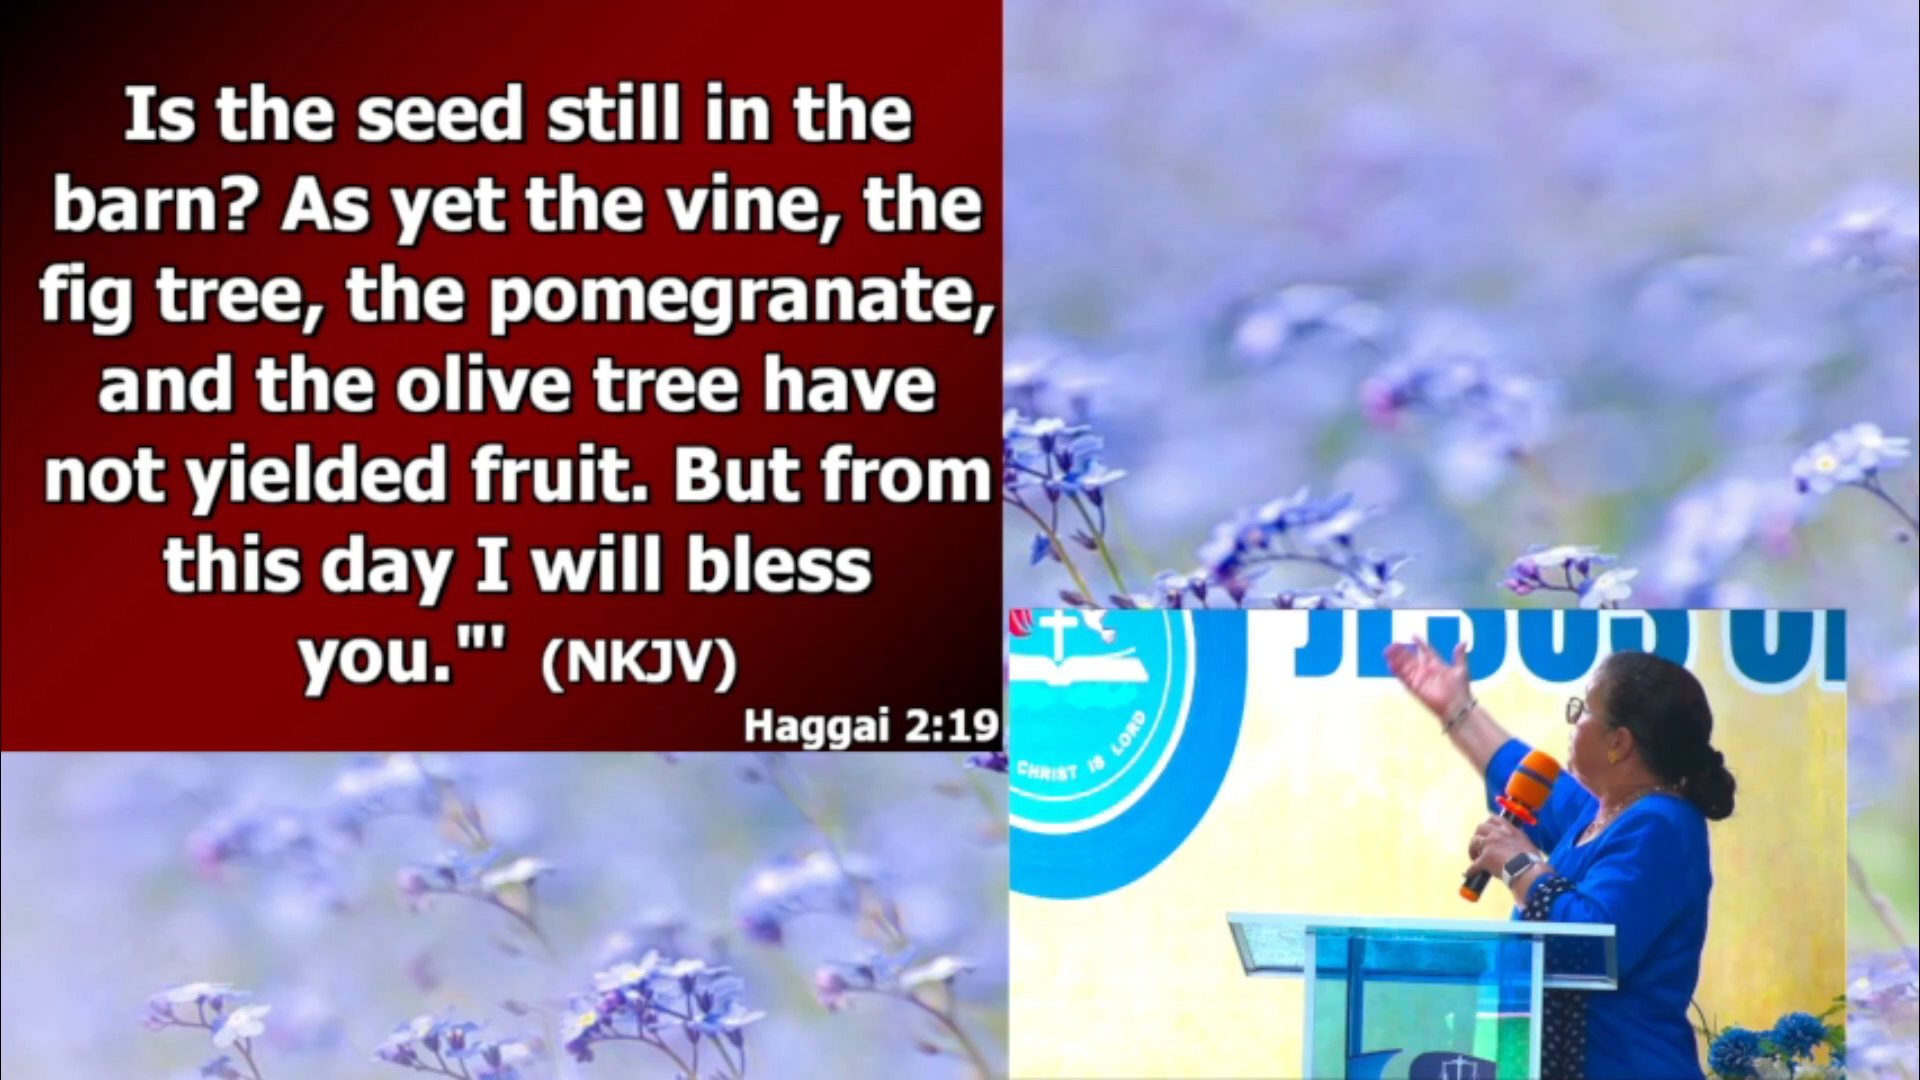 Is the seed still in the
barn? As yet the vine, the
fig tree, the pomegranate,
and the olive tree have
not yielded fruit. But from
this day I will bless
you."' (NKJV)
Haggai 2:19
JESUS
CHRIST IS LORD